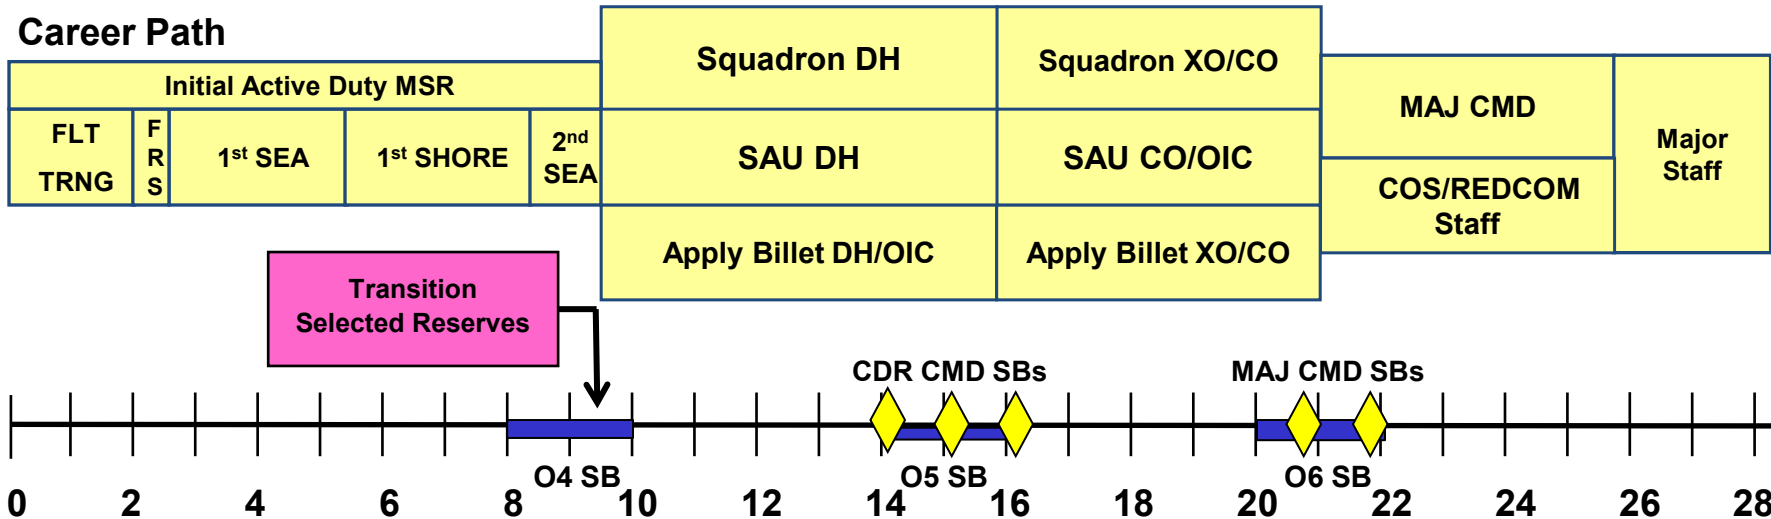 Career Path
Initial Active Duty MSR
FLT
TRNG
F
R
S
1st SEA
1st SHORE
2nd
SEA
Squadron DH
SAU DH
Apply Billet DH/OIC
Squadron XO/CO
SAU CO/OIC
Apply Billet XO/CO
MAJ CMD
COS/REDCOM
Staff
Major
Staff
Transition
Selected Reserves
CDR CMD SBs
MAJ CMD SBs
O4 SB
O5 SB
O6 SB
0 2 4 6 8 10 12 14 16 18 20 22 24 26 28